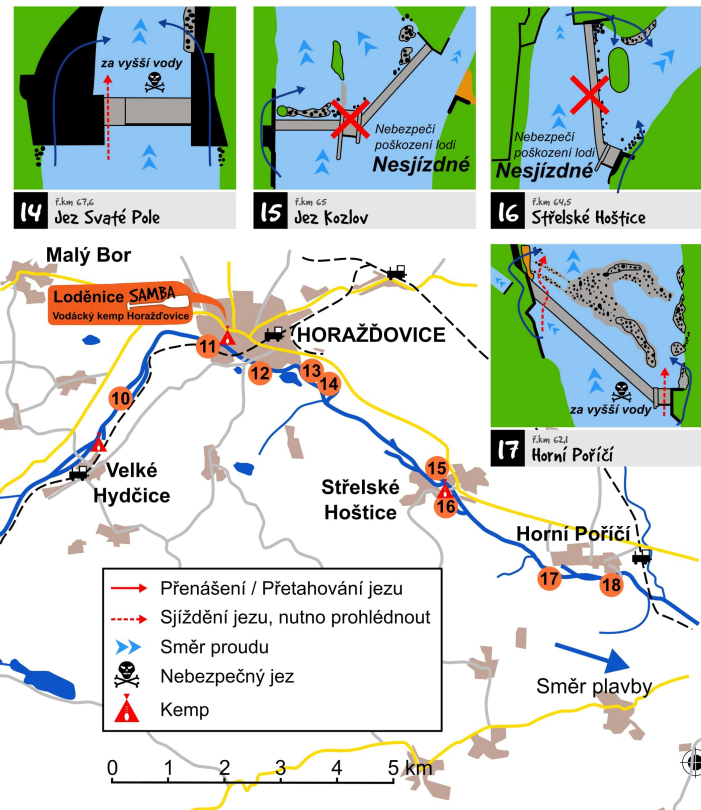 za vyšší vody
14
ř.km 67,6
Jez Svaté Pole
Nebezpečí
poškození lodi
Nesjízdné
15
ř.km 65
Jez Kozlov
Nebezpečí
poškození lodi
Nesjízdné
16
ř.km 64,5
Střelské Hoštice
za vyšší vody
17
ř.km 62,1
Horní Poříčí
Malý Bor
Loděnice SAMBA
Vodácký kemp Horažďovice
HORAŽĎOVICE
11
12
13
14
10
Velké
Hydčice
15
Střelské
Hoštice
16
Horní Poříčí
17
18
Přenášení / Přetahování jezu
Sjíždění jezu, nutno prohlédnout
Směr proudu
Nebezpečný jez
Kemp
Směr plavby
0 1 2 3 4 5 km